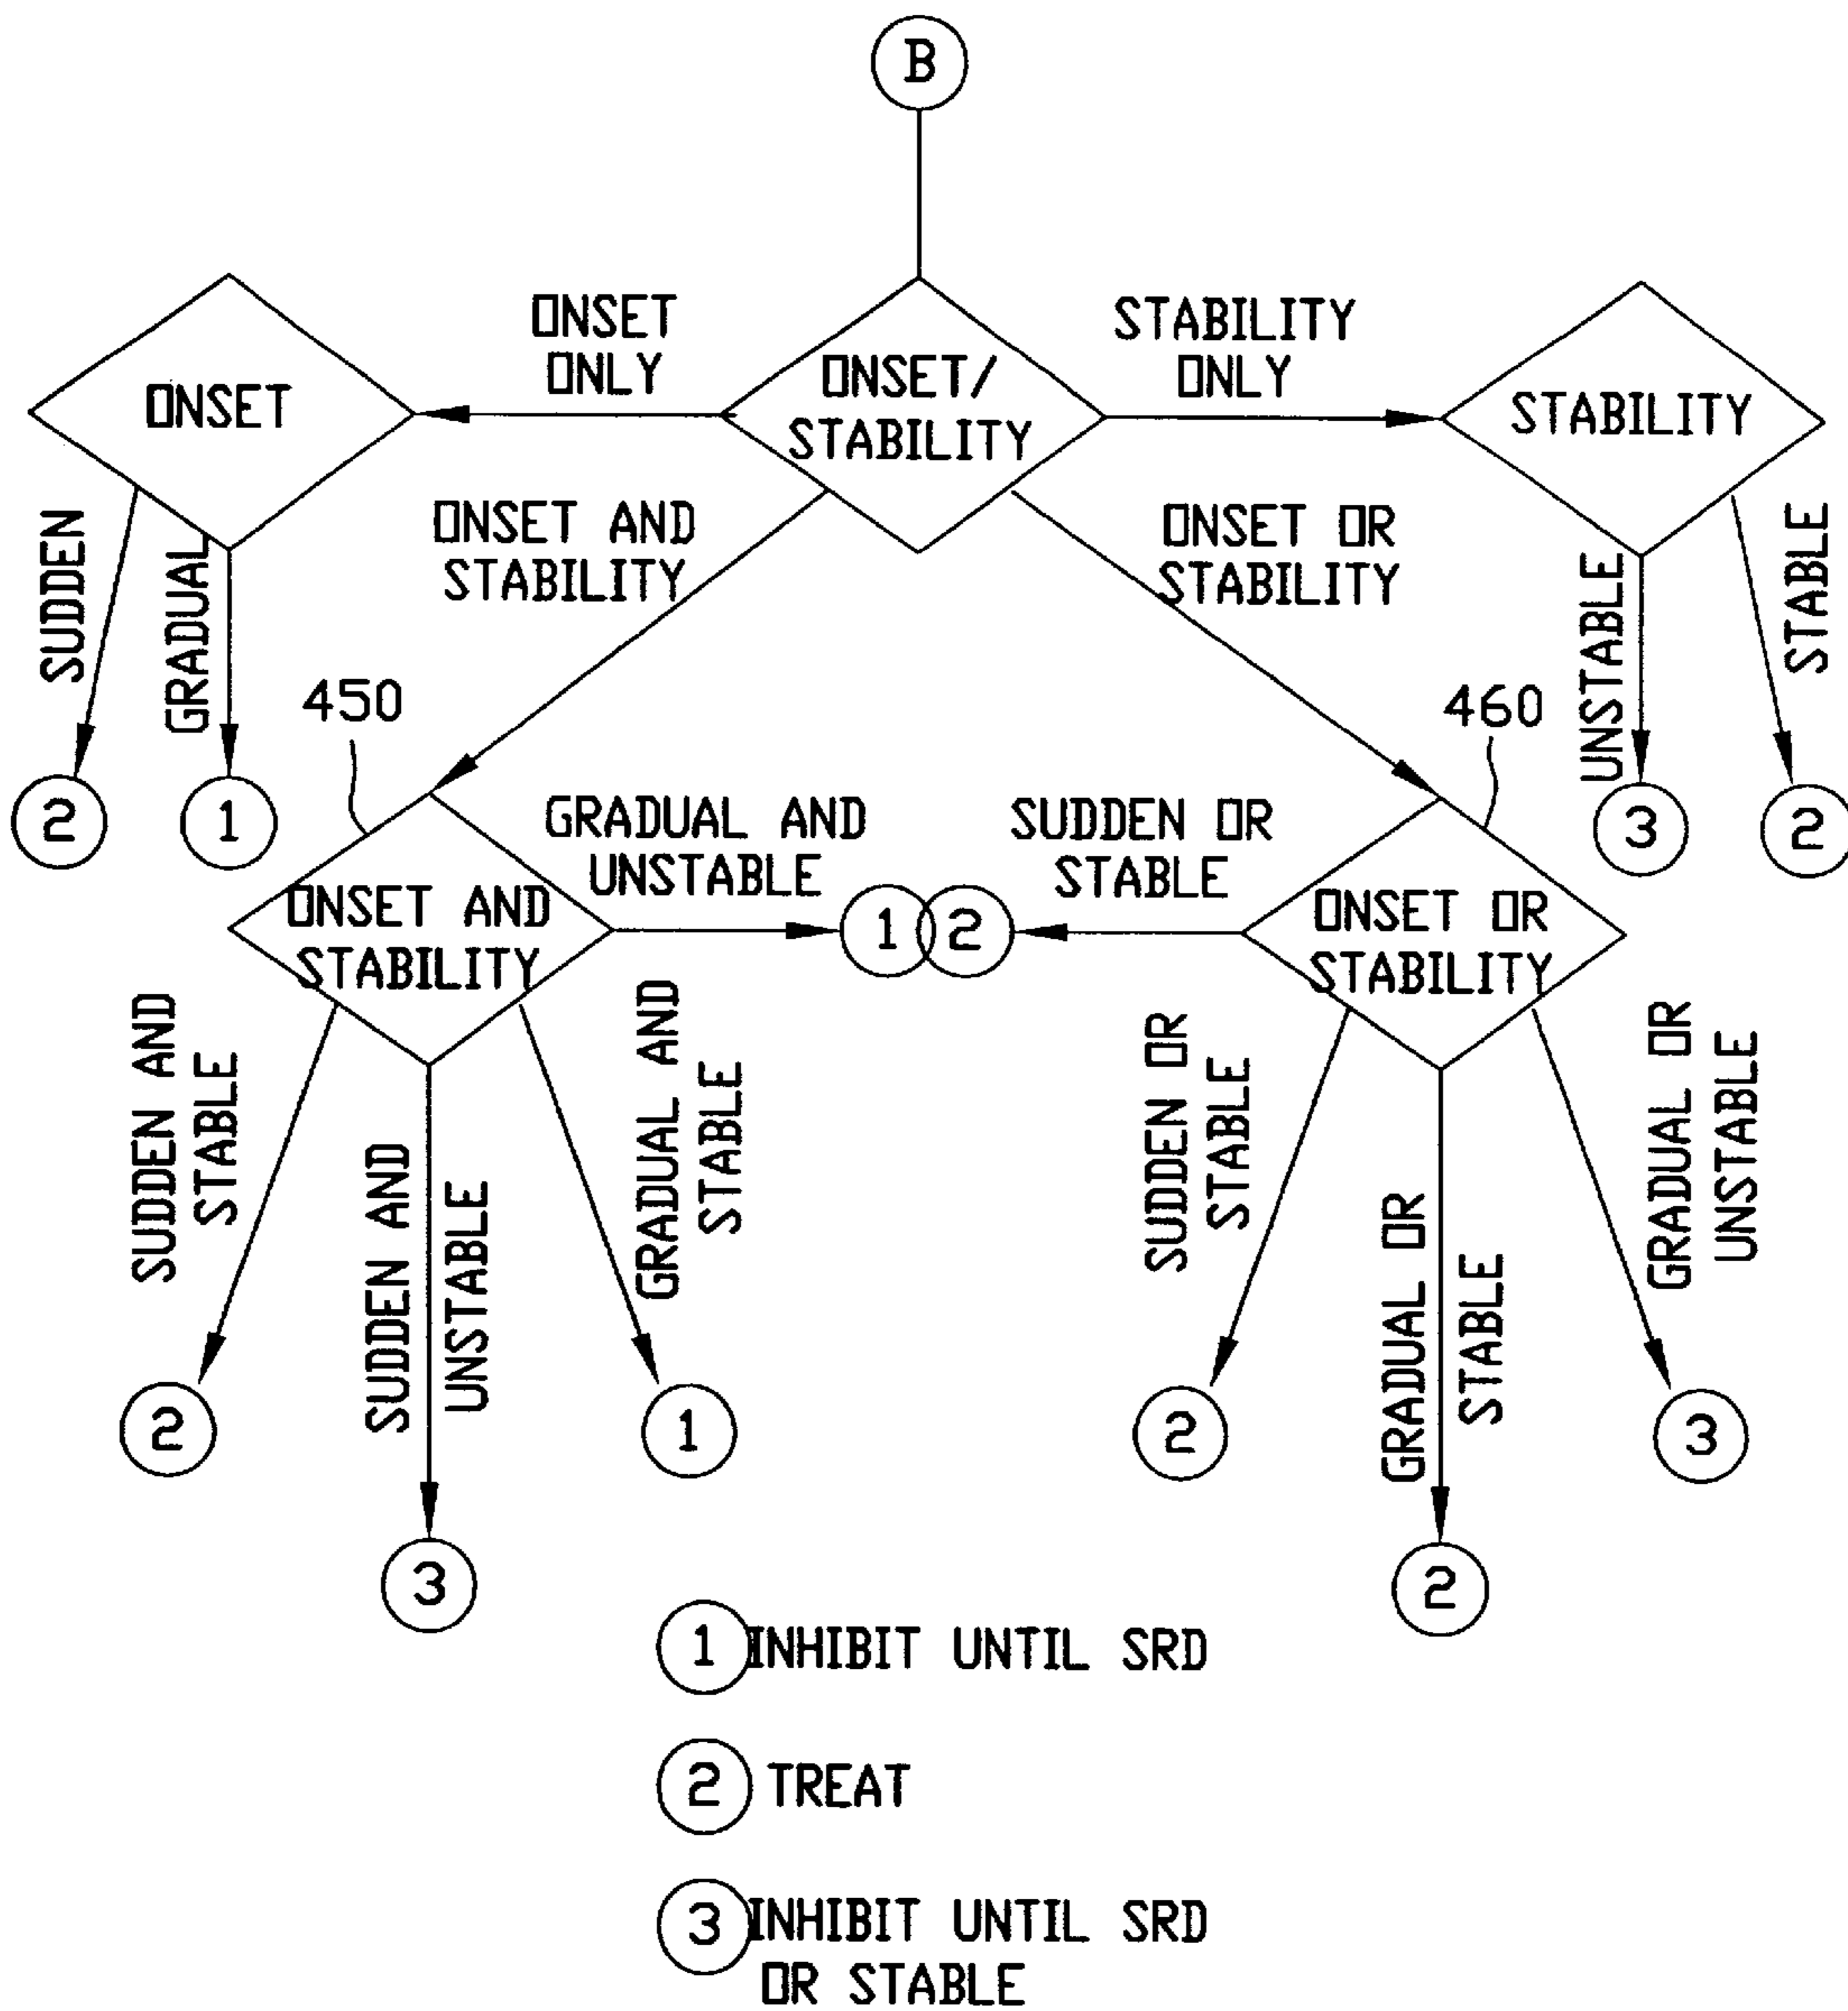 B
ONSET
ONLY
STABILITY
ONLY
ONSET
ONSET/
STABILITY
STABILITY
ONSET AND
STABILITY
ONSET OR
STABILITY
SUDDEN
GRADUAL
UNSTABLE
STABLE
450
460
2
1
3
2
GRADUAL AND
UNSTABLE
SUDDEN OR
STABLE
ONSET AND
STABILITY
1
2
ONSET OR
STABILITY
SUDDEN AND
STABLE
SUDDEN AND
UNSTABLE
GRADUAL AND
STABLE
SUDDEN OR
STABLE
GRADUAL OR
STABLE
GRADUAL OR
UNSTABLE
2
3
1
2
2
3
1 INHIBIT UNTIL SRD
2 TREAT
3 INHIBIT UNTIL SRD
OR STABLE